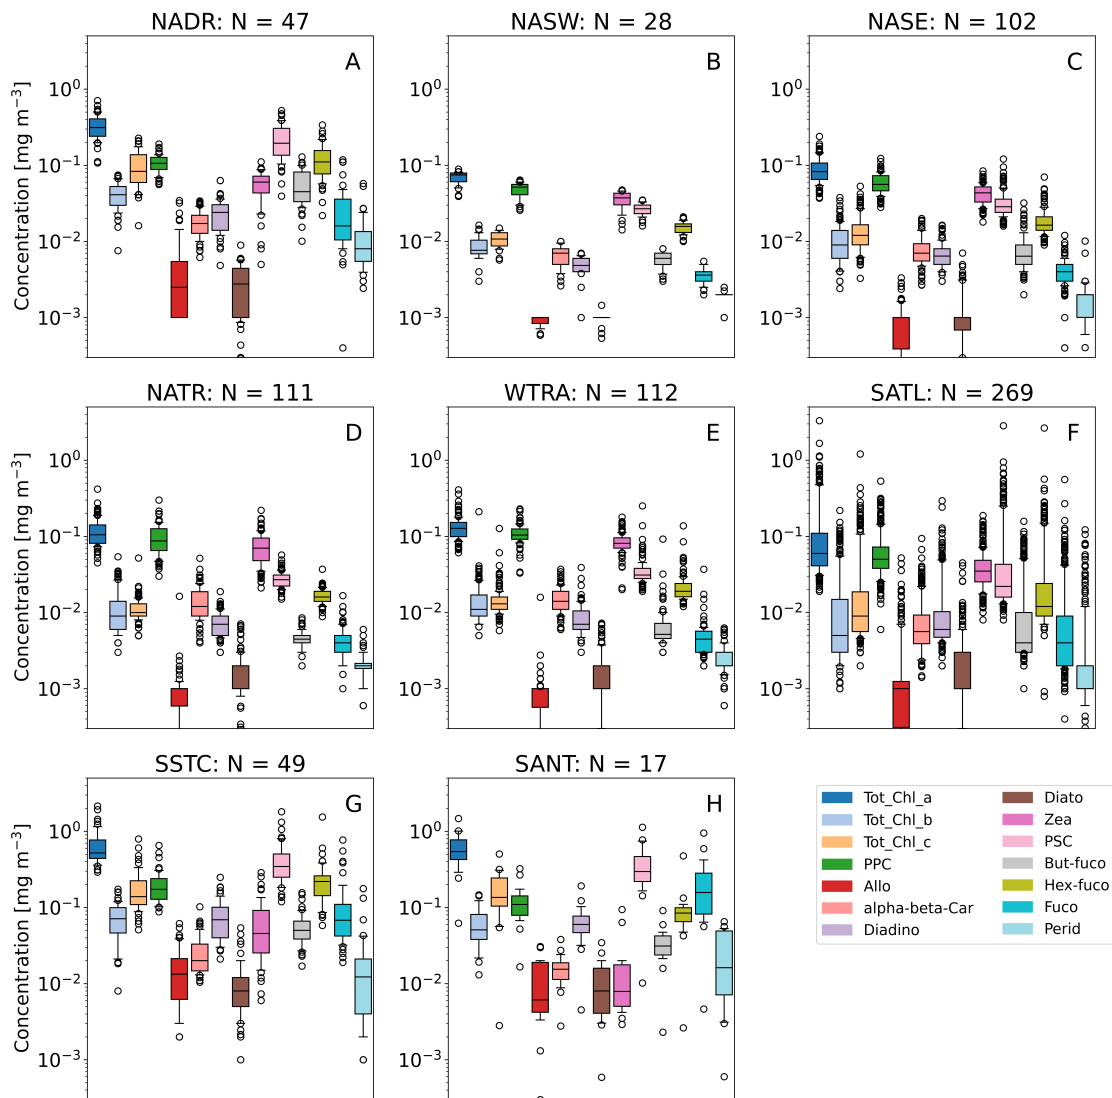 NADR: N = 47
NASW: N = 28
NASE: N = 102
A
B
C
Concentration [mg m⁻³]
10⁰
10⁻¹
10⁻²
10⁻³
10⁰
10⁻¹
10⁻²
10⁻³
10⁰
10⁻¹
10⁻²
10⁻³
NATR: N = 111
WTRA: N = 112
SATL: N = 269
D
E
F
Concentration [mg m⁻³]
10⁰
10⁻¹
10⁻²
10⁻³
10⁰
10⁻¹
10⁻²
10⁻³
10⁰
10⁻¹
10⁻²
10⁻³
SSTC: N = 49
SANT: N = 17
G
H
Concentration [mg m⁻³]
10⁰
10⁻¹
10⁻²
10⁻³
10⁰
10⁻¹
10⁻²
10⁻³
Tot_Chl_a
Tot_Chl_b
Tot_Chl_c
PPC
Allo
alpha-beta-Car
Diadino
Diato
Zea
PSC
But-fuco
Hex-fuco
Fuco
Perid